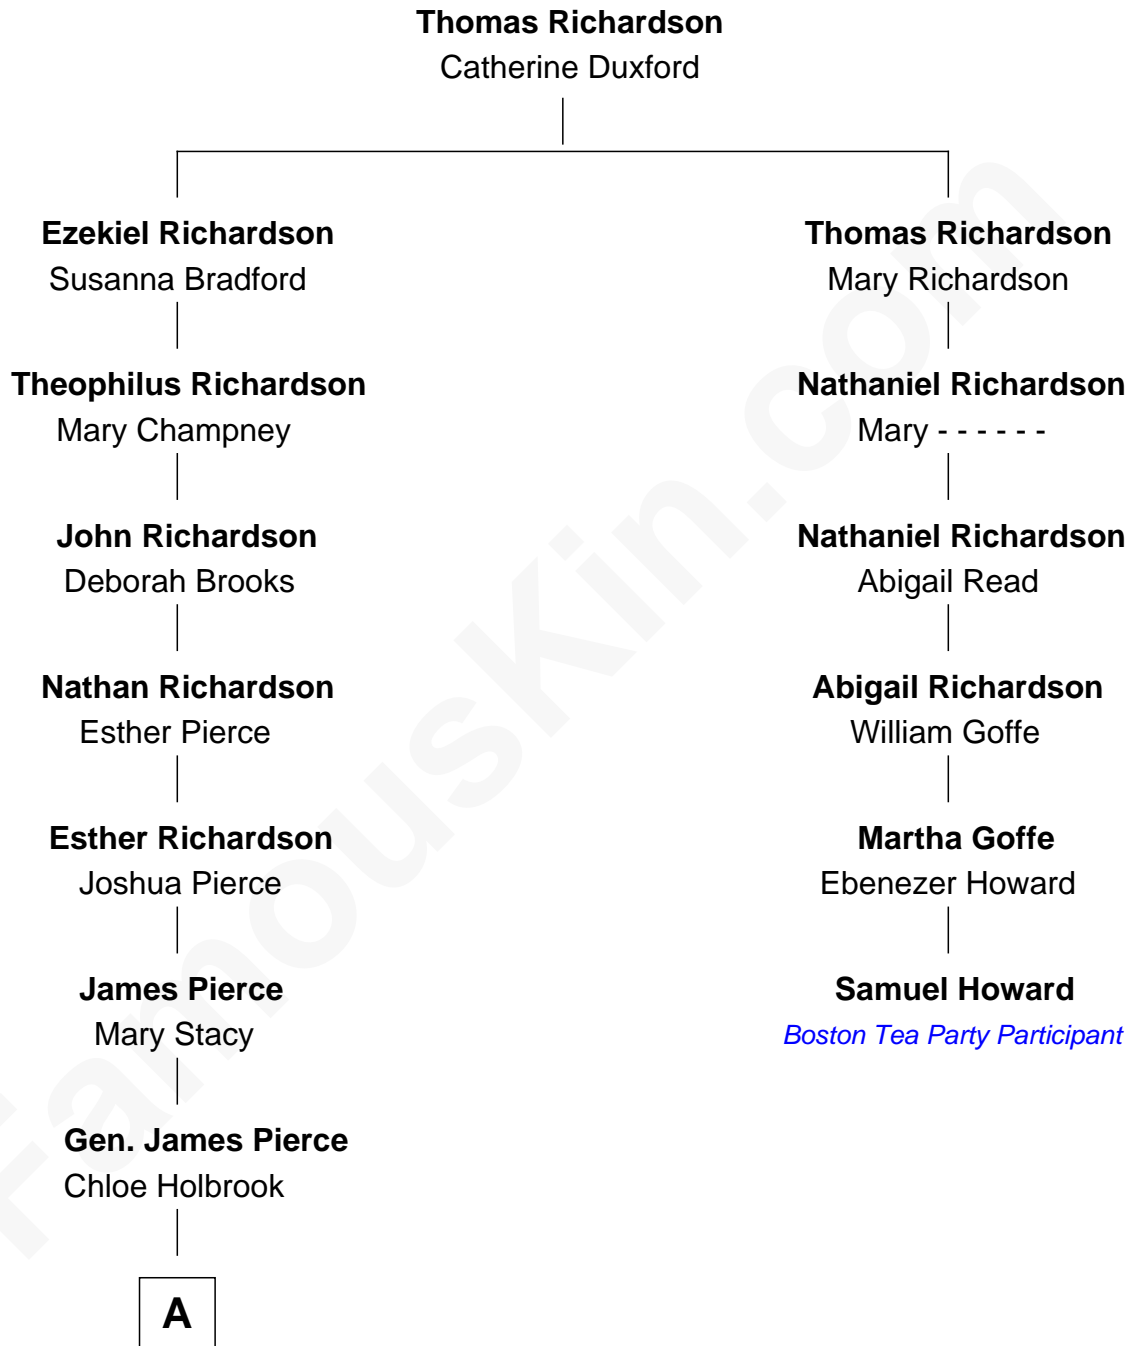 Thomas Richardson
Catherine Duxford
Ezekiel Richardson
Susanna Bradford
Thomas Richardson
Mary Richardson
Theophilus Richardson
Mary Champney
Nathaniel Richardson
Mary - - - - - -
John Richardson
Deborah Brooks
Nathaniel Richardson
Abigail Read
Nathan Richardson
Esther Pierce
Abigail Richardson
William Goffe
Esther Richardson
Joshua Pierce
Martha Goffe
Ebenezer Howard
James Pierce
Mary Stacy
Samuel Howard
Boston Tea Party Participant
Gen. James Pierce
Chloe Holbrook
A
FamousKin.com